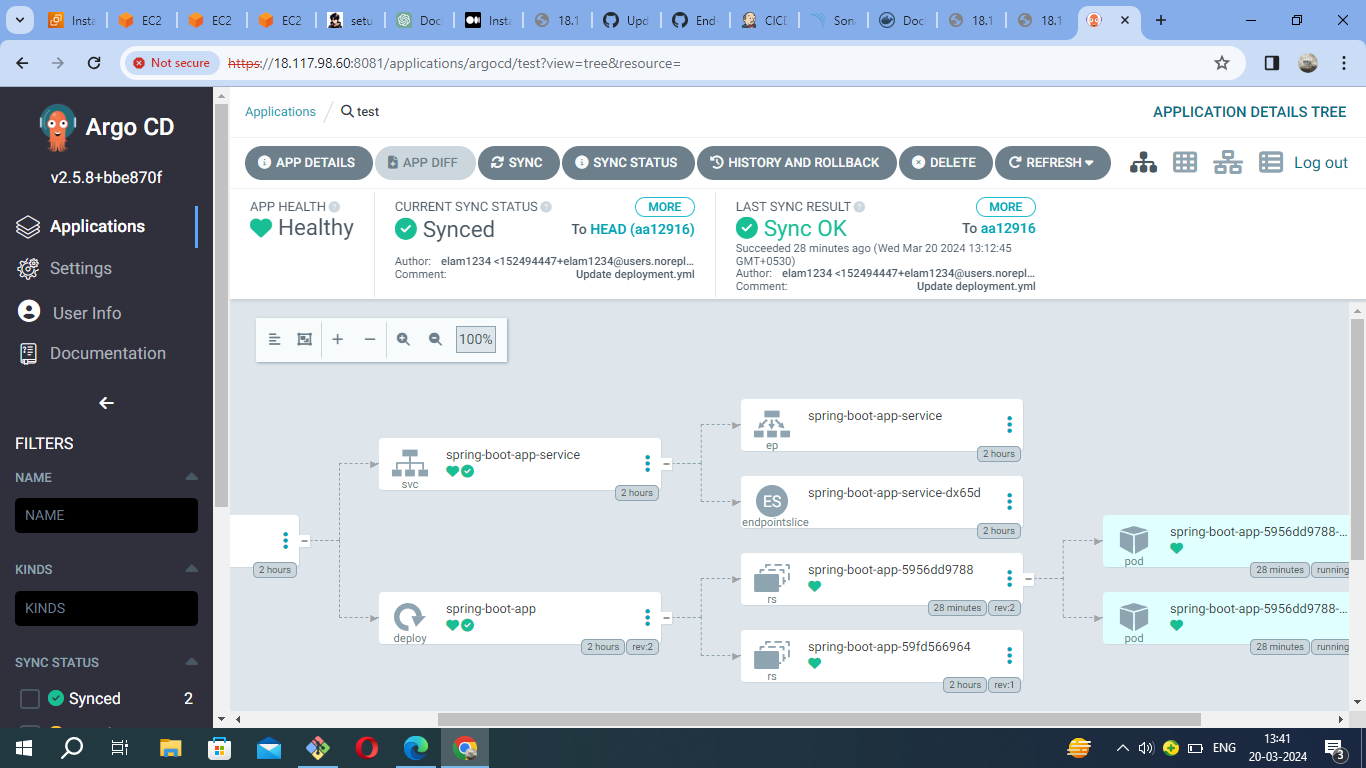 Insta
EC2
EC2
EC2
setu
Doc
Insta
18.1
Upd
End-
CICD
Son
Doc
18.1
18.1
Not secure
https://18.117.98.60:8081/applications/argocd/test?view=tree&resource=
Argo CD
v2.5.8+bbe870f
Applications
Settings
User Info
Documentation
FILTERS
NAME
NAME
KINDS
KINDS
SYNC STATUS
Synced 2
Applications / test
APPLICATION DETAILS TREE
APP DETAILS
APP DIFF
SYNC
SYNC STATUS
HISTORY AND ROLLBACK
DELETE
REFRESH
Log out
APP HEALTH
Healthy
CURRENT SYNC STATUS
MORE
Synced
To HEAD (aa12916)
Author: elam1234 <152494447+elam1234@users.norepl...
Comment: Update deployment.yml
LAST SYNC RESULT
MORE
Sync OK
To aa12916
Succeeded 28 minutes ago (Wed Mar 20 2024 13:12:45
GMT+0530)
Author: elam1234 <152494447+elam1234@users.norepl...
Comment: Update deployment.yml
100%
2 hours
spring-boot-app-service
svc
2 hours
spring-boot-app
deploy
2 hours
rev:2
spring-boot-app-service
ep
2 hours
ES
spring-boot-app-service-dx65d
endpointslice
2 hours
spring-boot-app-5956dd9788
rs
28 minutes
rev:2
spring-boot-app-59fd566964
rs
2 hours
rev:1
spring-boot-app-5956dd9788-...
pod
28 minutes
running
spring-boot-app-5956dd9788-...
pod
28 minutes
running
ENG
13:41
20-03-2024
3